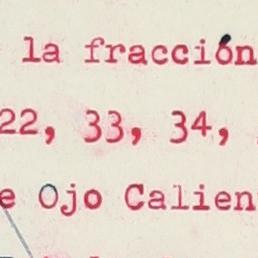 la fracción
22, 33, 34,
e Ojo Calien